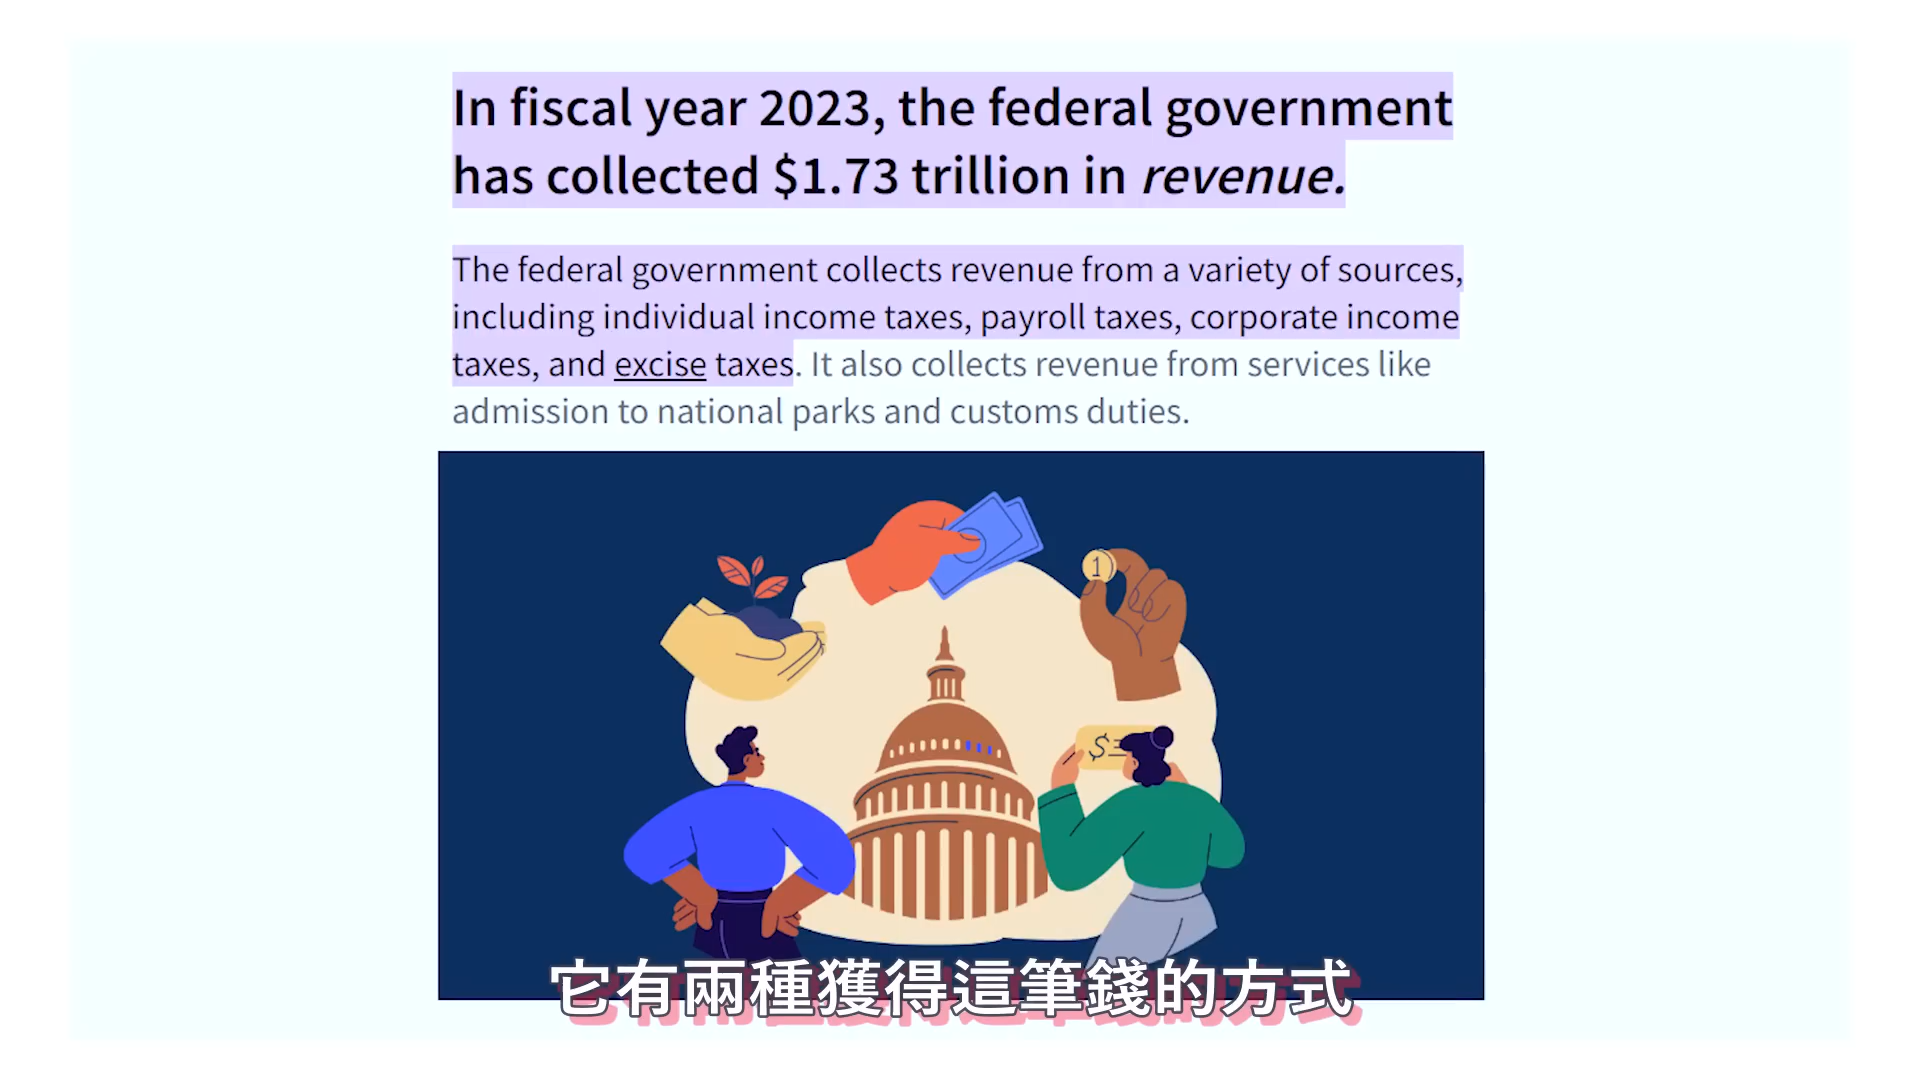 In fiscal year 2023, the federal government
has collected $1.73 trillion in revenue.
The federal government collects revenue from a variety of sources,
including individual income taxes, payroll taxes, corporate income
taxes, and excise taxes. It also collects revenue from services like
admission to national parks and customs duties.
1
$=
它有兩種獲得這筆錢的方式